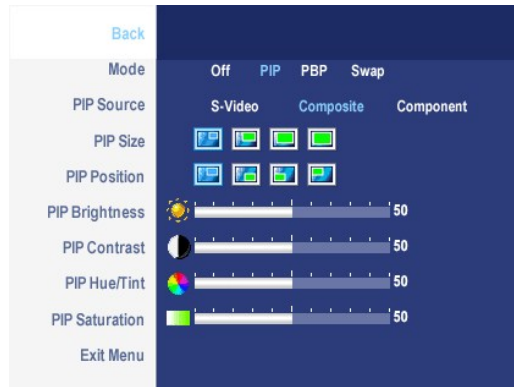 Back
Mode Off PIP PBP Swap
PIP Source S-Video Composite Component
PIP Size
PIP Position
PIP Brightness 50
PIP Contrast 50
PIP Hue/Tint 50
PIP Saturation 50
Exit Menu